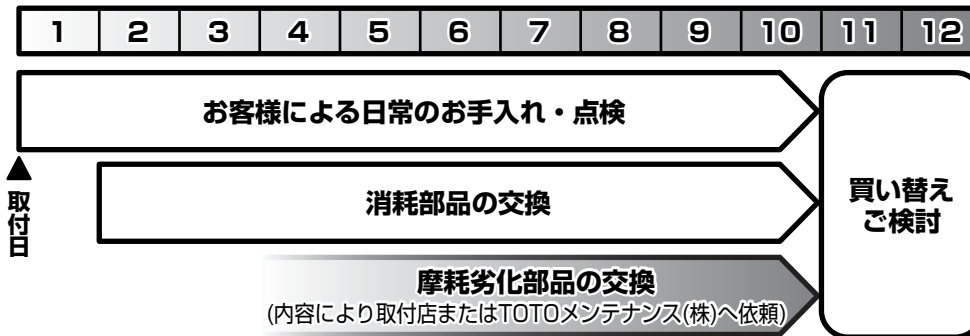 1 2 3 4 5 6 7 8 9 10 11 12
お客様による日常のお手入れ・点検
取付日
消耗部品の交換
買い替え
ご検討
摩耗劣化部品の交換
(内容により取付店またはTOTOメンテナンス(株)へ依頼)